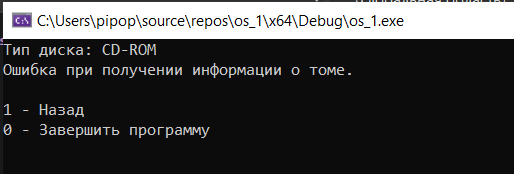 C:\Users\pipop\source\repos\os_1\x64\Debug\os_1.exe
Тип диска: CD-ROM
Ошибка при получении информации о томе.
1 - Назад
0 - Завершить программу